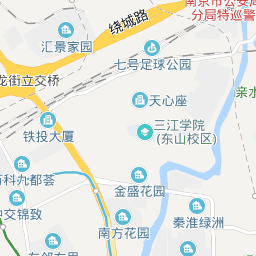 绕城路
南京市公安局
分局特巡警
汇景家园
七号足球公园
龙街立交桥
天心座
亲水
铁投大厦
三江学院
(东山校区)
百科九都荟
金盛花园
中交锦致
秦淮绿洲
南方花园